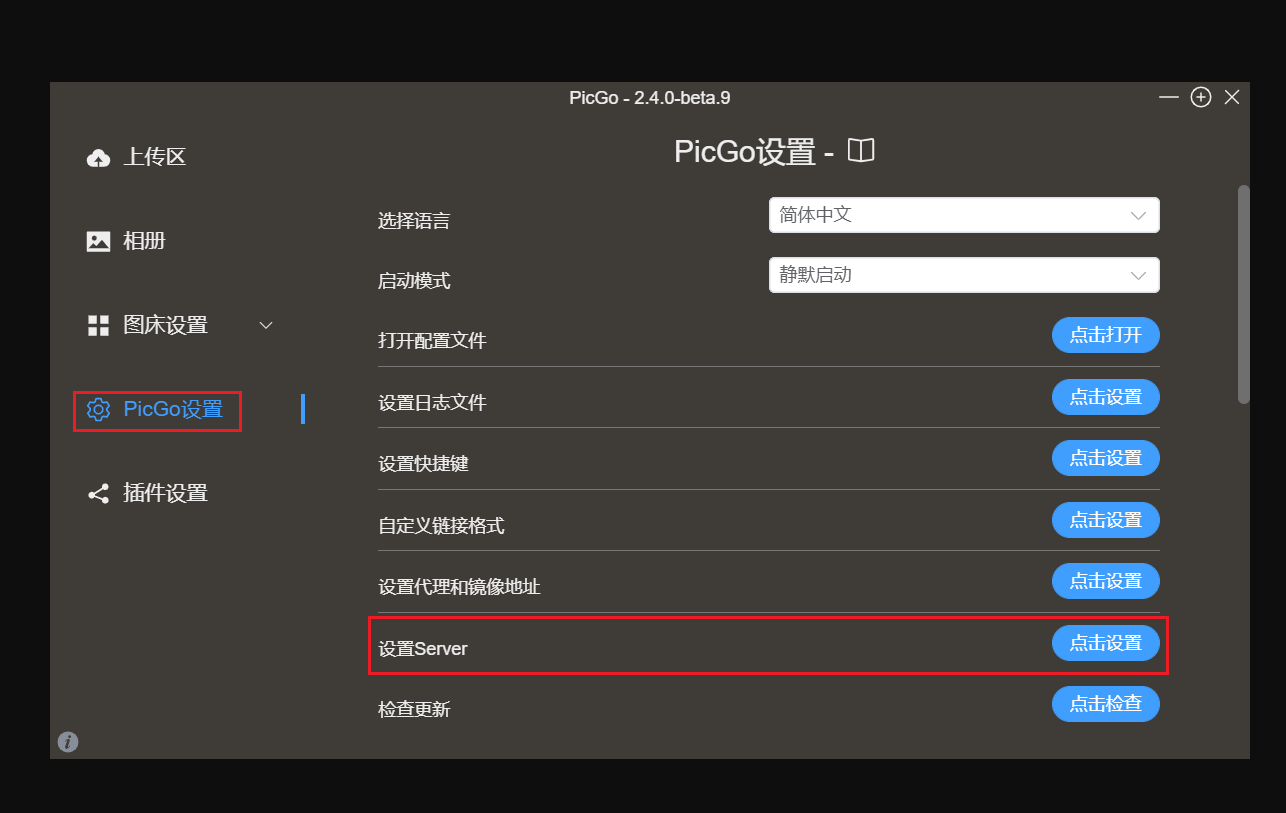 PicGo - 2.4.0-beta.9
上传区
相册
图床设置
PicGo设置
插件设置
PicGo设置 -
选择语言 简体中文
启动模式 静默启动
打开配置文件 点击打开
设置日志文件 点击设置
设置快捷键 点击设置
自定义链接格式 点击设置
设置代理和镜像地址 点击设置
设置Server 点击设置
检查更新 点击检查